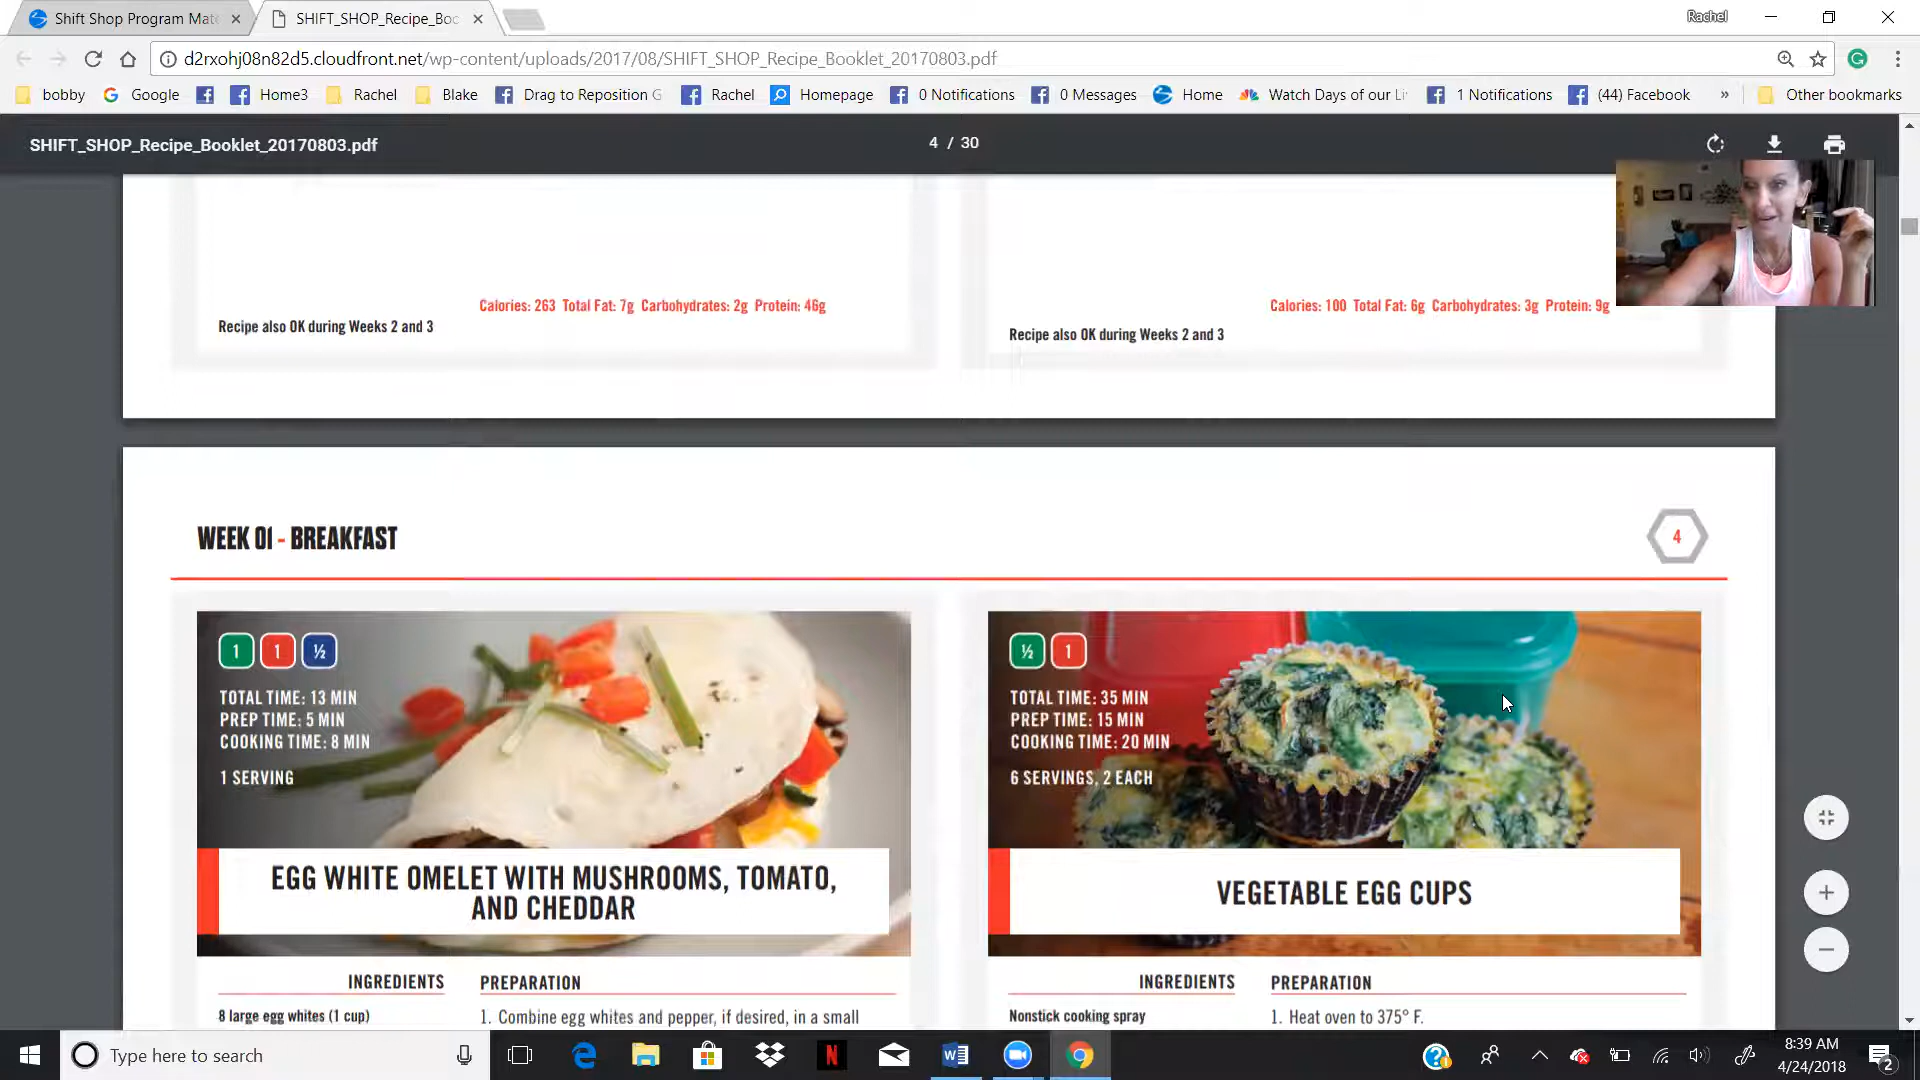 Shift Shop Program Mate
SHIFT_SHOP_Recipe_Boo
Rachel
d2rxohj08n82d5.cloudfront.net/wp-content/uploads/2017/08/SHIFT_SHOP_Recipe_Booklet_20170803.pdf
bobby Google Home3 Rachel Blake Drag to Reposition G Rachel Homepage 0 Notifications 0 Messages Home Watch Days of our Li 1 Notifications (44) Facebook » Other bookmarks
SHIFT_SHOP_Recipe_Booklet_20170803.pdf
4 / 30
Calories: 263 Total Fat: 7g Carbohydrates: 2g Protein: 46g
Recipe also OK during Weeks 2 and 3
Calories: 100 Total Fat: 6g Carbohydrates: 3g Protein: 9g
Recipe also OK during Weeks 2 and 3
WEEK 01 - BREAKFAST
4
1 1 ½
TOTAL TIME: 13 MIN
PREP TIME: 5 MIN
COOKING TIME: 8 MIN
1 SERVING
EGG WHITE OMELET WITH MUSHROOMS, TOMATO,
AND CHEDDAR
INGREDIENTS
8 large egg whites (1 cup)
PREPARATION
1. Combine egg whites and pepper, if desired, in a small
½ 1
TOTAL TIME: 35 MIN
PREP TIME: 15 MIN
COOKING TIME: 20 MIN
6 SERVINGS, 2 EACH
VEGETABLE EGG CUPS
INGREDIENTS
Nonstick cooking spray
PREPARATION
1. Heat oven to 375° F.
Type here to search
8:39 AM
4/24/2018
2